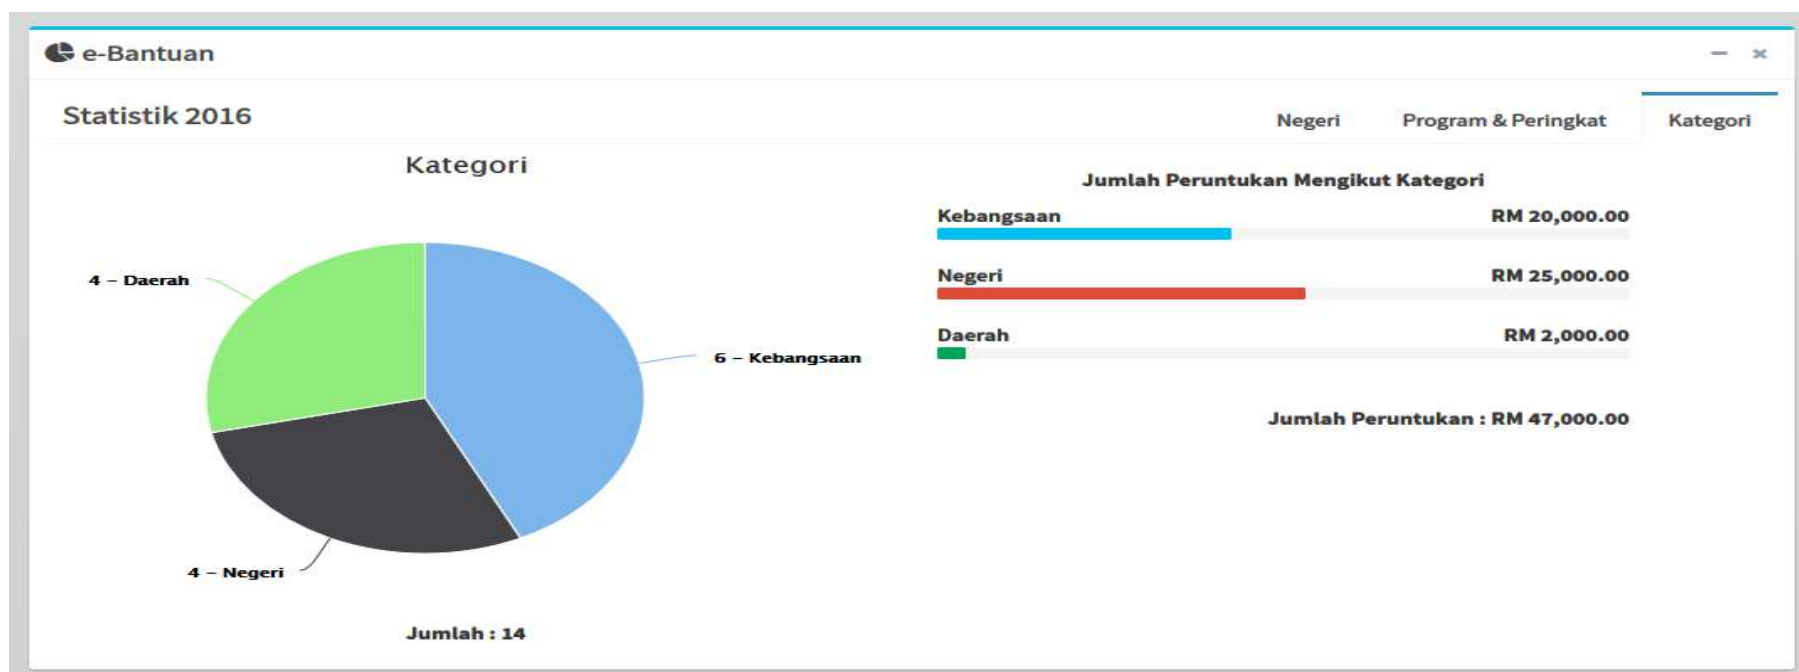 e-Bantuan
Statistik 2016
Negeri
Program & Peringkat
Kategori
Kategori
4 – Daerah
6 – Kebangsaan
4 – Negeri
Jumlah : 14
Jumlah Peruntukan Mengikut Kategori
Kebangsaan RM 20,000.00
Negeri RM 25,000.00
Daerah RM 2,000.00
Jumlah Peruntukan : RM 47,000.00